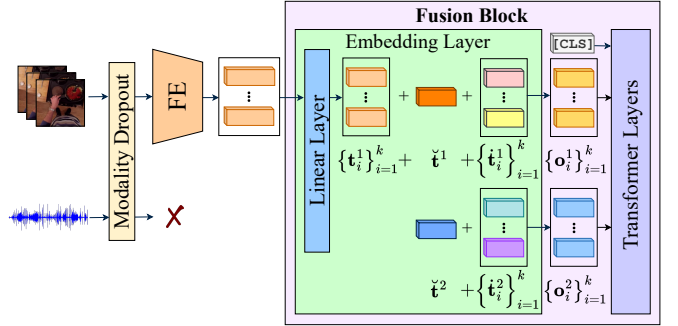 Fusion Block
Embedding Layer
[CLS]
Modality Dropout
FE
Linear Layer
Transformer Layers
+ +
{t_i^1}_{i=1}^k + t̆^1 + {ṫ_i^1}_{i=1}^k {o_i^1}_{i=1}^k
+
t̆^2 + {ṫ_i^2}_{i=1}^k {o_i^2}_{i=1}^k